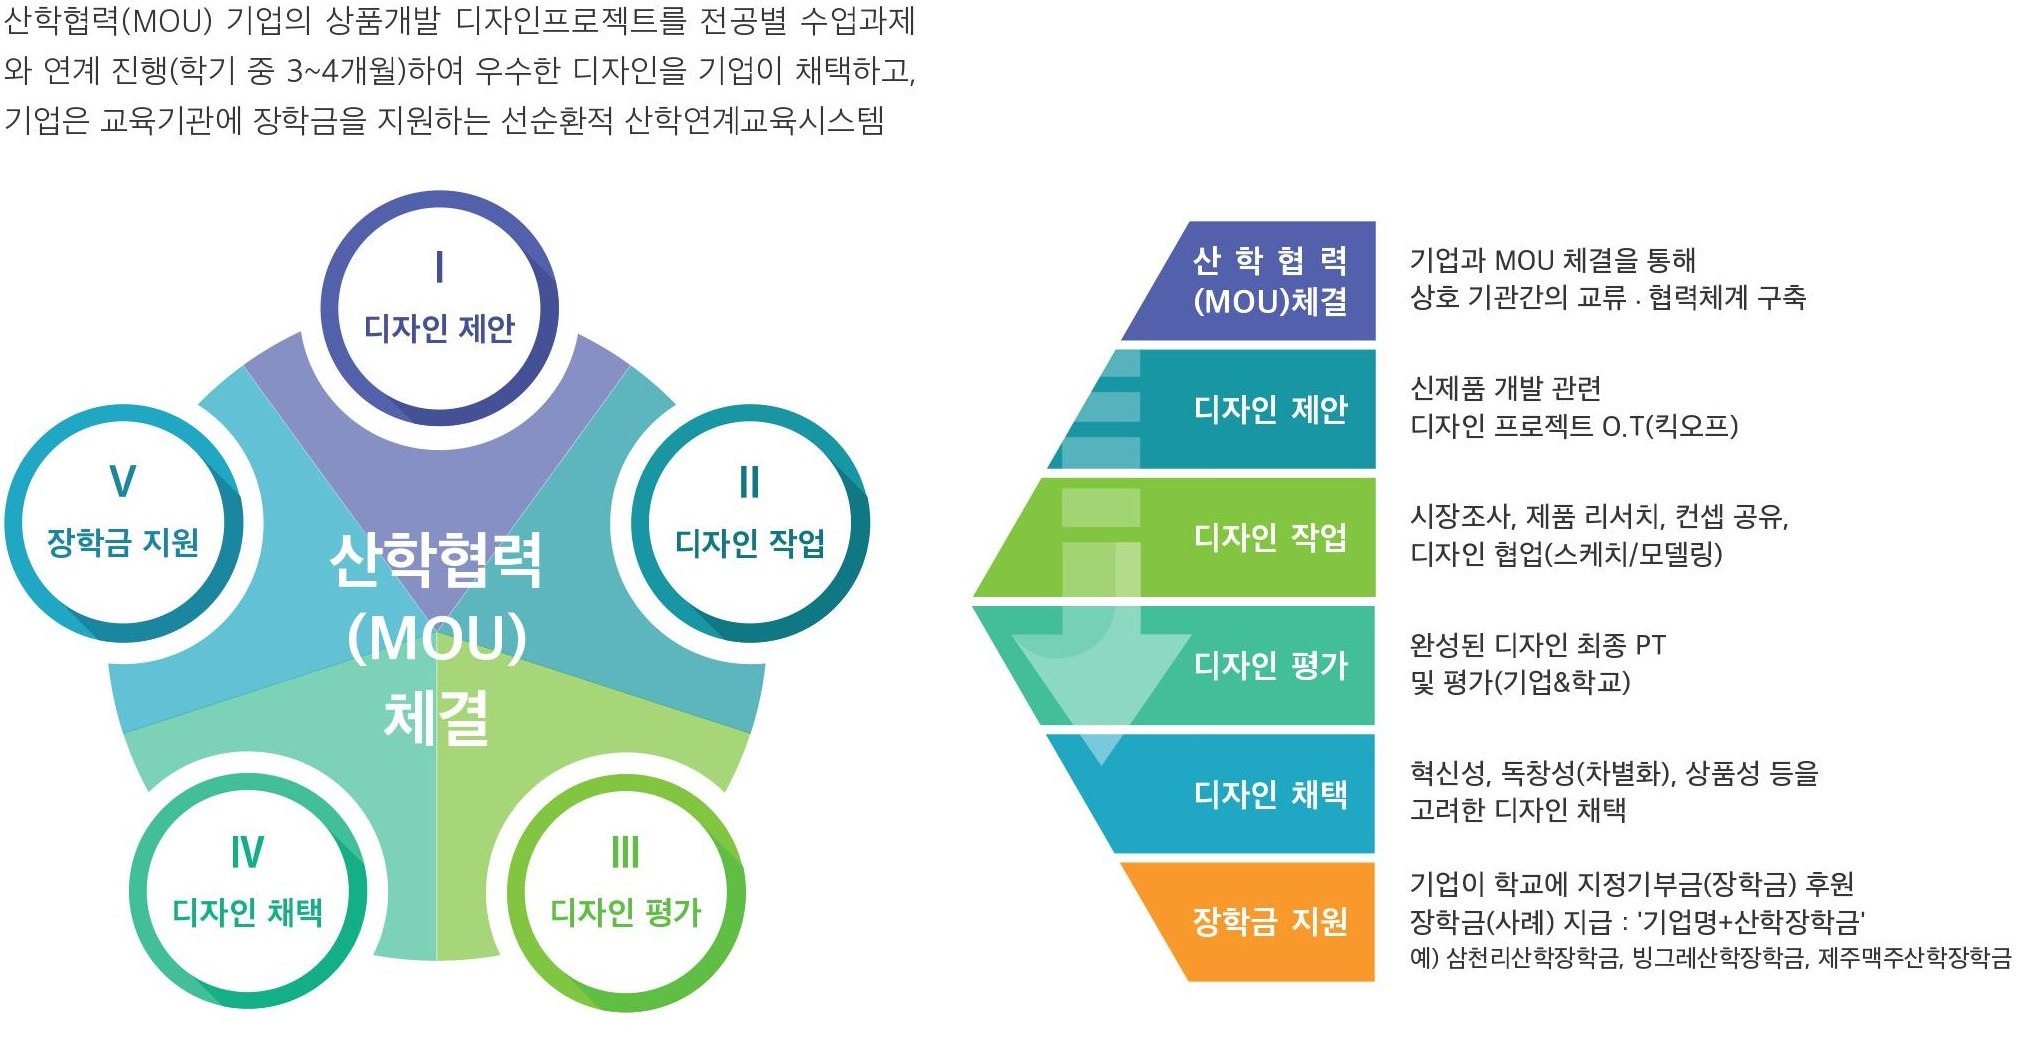 산학협력(MOU) 기업의 상품개발 디자인프로젝트를 전공별 수업과제
와 연계 진행(학기 중 3~4개월)하여 우수한 디자인을 기업이 채택하고,
기업은 교육기관에 장학금을 지원하는 선순환적 산학연계교육시스템
I
디자인 제안
II
디자인 작업
III
디자인 평가
IV
디자인 채택
V
장학금 지원
산학협력
(MOU)
체결
산 학 협 력
(MOU)체결
기업과 MOU 체결을 통해
상호 기관간의 교류 · 협력체계 구축
디자인 제안
신제품 개발 관련
디자인 프로젝트 O.T(킥오프)
디자인 작업
시장조사, 제품 리서치, 컨셉 공유,
디자인 협업(스케치/모델링)
디자인 평가
완성된 디자인 최종 PT
및 평가(기업&학교)
디자인 채택
혁신성, 독창성(차별화), 상품성 등을
고려한 디자인 채택
장학금 지원
기업이 학교에 지정기부금(장학금) 후원
장학금(사례) 지급 : '기업명+산학장학금'
예) 삼천리산학장학금, 빙그레산학장학금, 제주맥주산학장학금